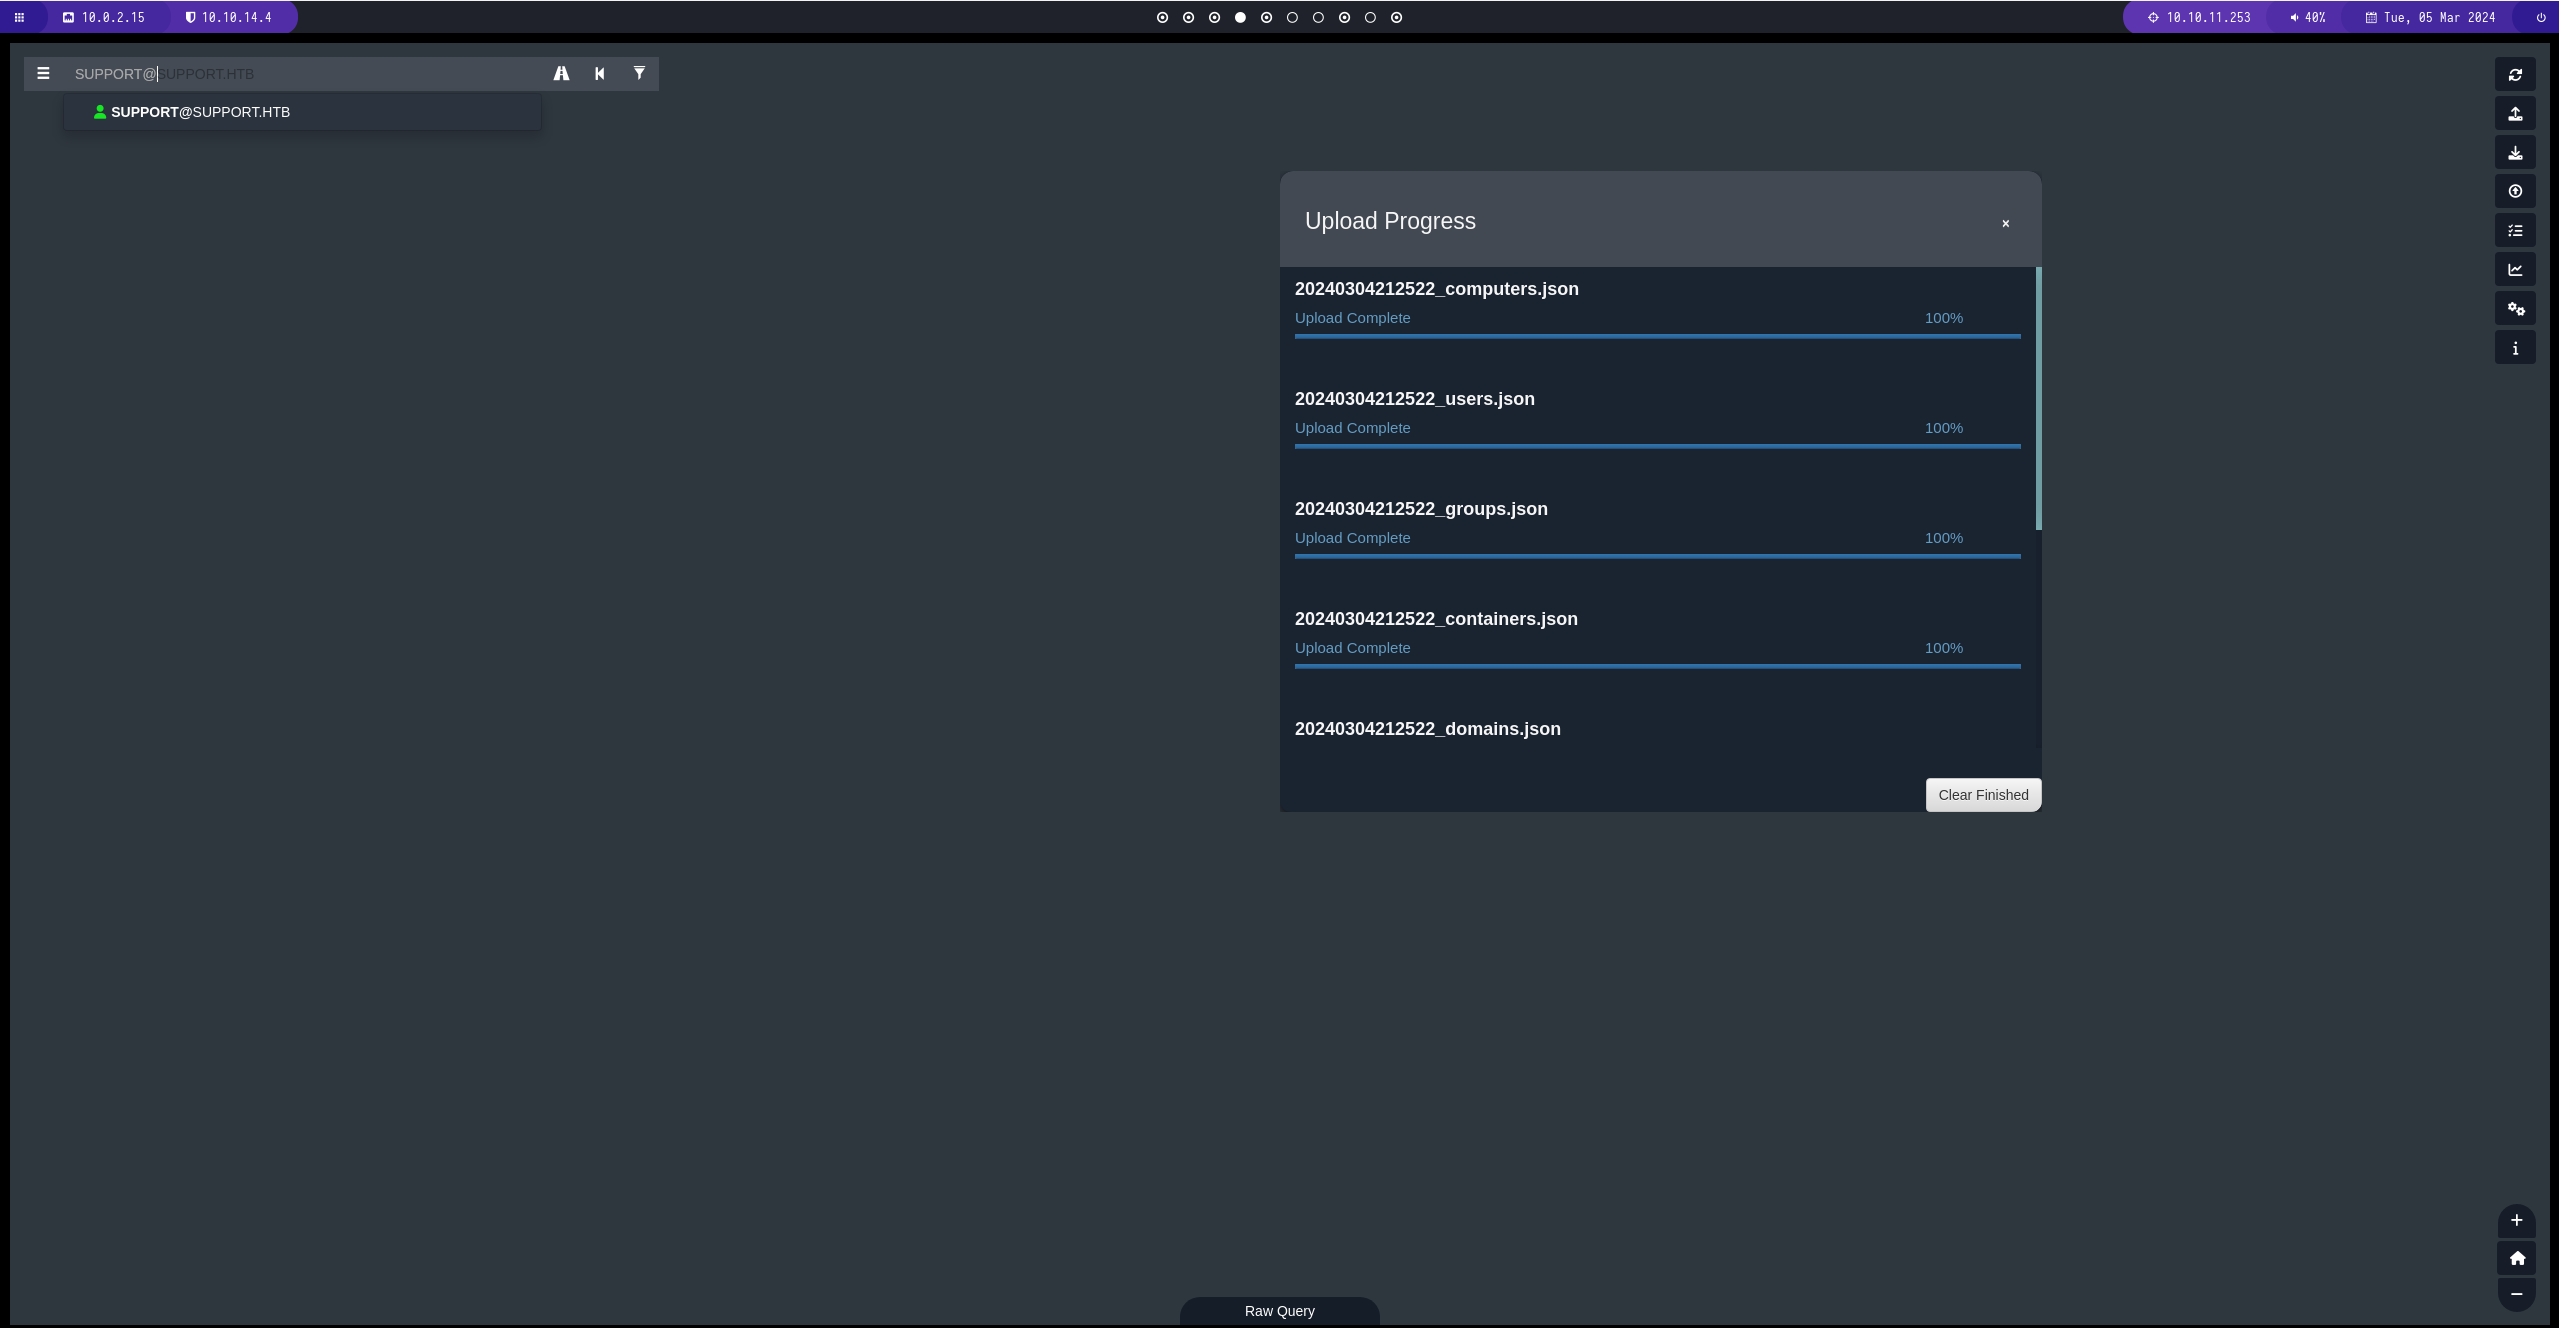 10.0.2.15
10.10.14.4
10.10.11.253
40%
Tue, 05 Mar 2024
SUPPORT@SUPPORT.HTB
SUPPORT@SUPPORT.HTB
Upload Progress
×
20240304212522_computers.json
Upload Complete 100%
20240304212522_users.json
Upload Complete 100%
20240304212522_groups.json
Upload Complete 100%
20240304212522_containers.json
Upload Complete 100%
20240304212522_domains.json
Clear Finished
Raw Query